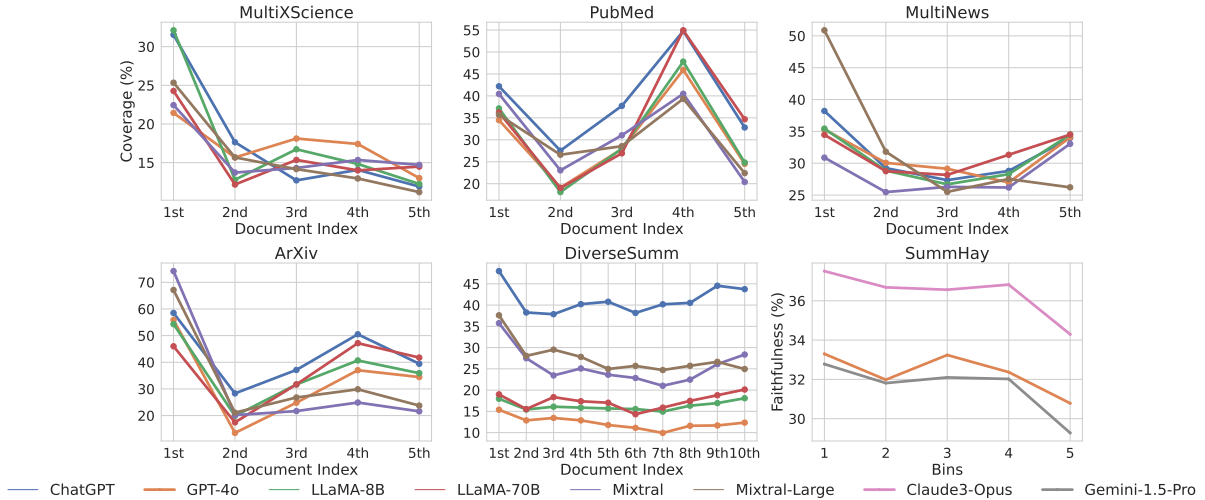 MultiXScience
PubMed
MultiNews
Coverage (%)
30
25
20
15
1st 2nd 3rd 4th 5th
Document Index
55
50
45
40
35
30
25
20
1st 2nd 3rd 4th 5th
Document Index
50
45
40
35
30
25
1st 2nd 3rd 4th 5th
Document Index
ArXiv
DiverseSumm
SummHay
70
60
50
40
30
20
1st 2nd 3rd 4th 5th
Document Index
45
40
35
30
25
20
15
10
1st 2nd 3rd 4th 5th 6th 7th 8th 9th 10th
Document Index
Faithfulness (%)
36
34
32
30
1 2 3 4 5
Bins
ChatGPT GPT-4o LLaMA-8B LLaMA-70B Mixtral Mixtral-Large Claude3-Opus Gemini-1.5-Pro